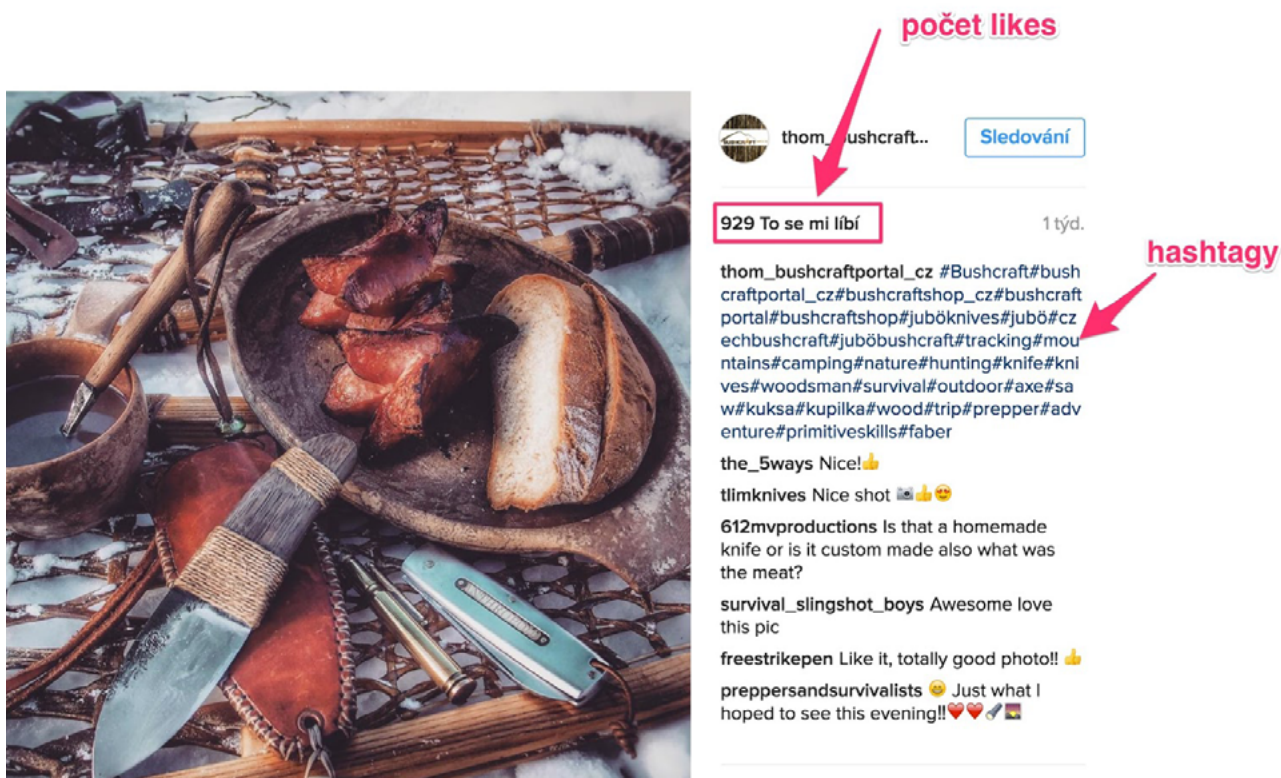 počet likes
BUSHCRAFT
thom_bushcraft...
Sledování
929 To se mi líbí
1 týd.
hashtagy
thom_bushcraftportal_cz #Bushcraft#bush
craftportal_cz#bushcraftshop_cz#bushcraft
portal#bushcraftshop#juböknives#jubö#cz
echbushcraft#juböbushcraft#tracking#mou
ntains#camping#nature#hunting#knife#kni
ves#woodsman#survival#outdoor#axe#sa
w#kuksa#kupilka#wood#trip#prepper#adv
enture#primitiveskills#faber
the_5ways Nice!👍
tlimknives Nice shot 📷👍😍
612mvproductions Is that a homemade
knife or is it custom made also what was
the meat?
survival_slingshot_boys Awesome love
this pic
freestrikepen Like it, totally good photo!! 👍
preppersandsurvivalists 😄 Just what I
hoped to see this evening!!❤️❤️🔦🌇